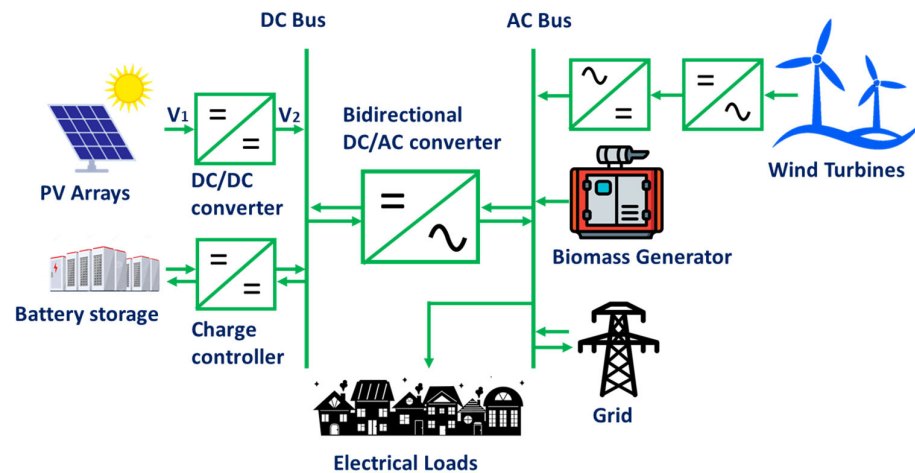 DC Bus
AC Bus
V1
V2
Bidirectional
DC/AC converter
PV Arrays
DC/DC
converter
Wind Turbines
Biomass Generator
Battery storage
Charge
controller
Grid
Electrical Loads